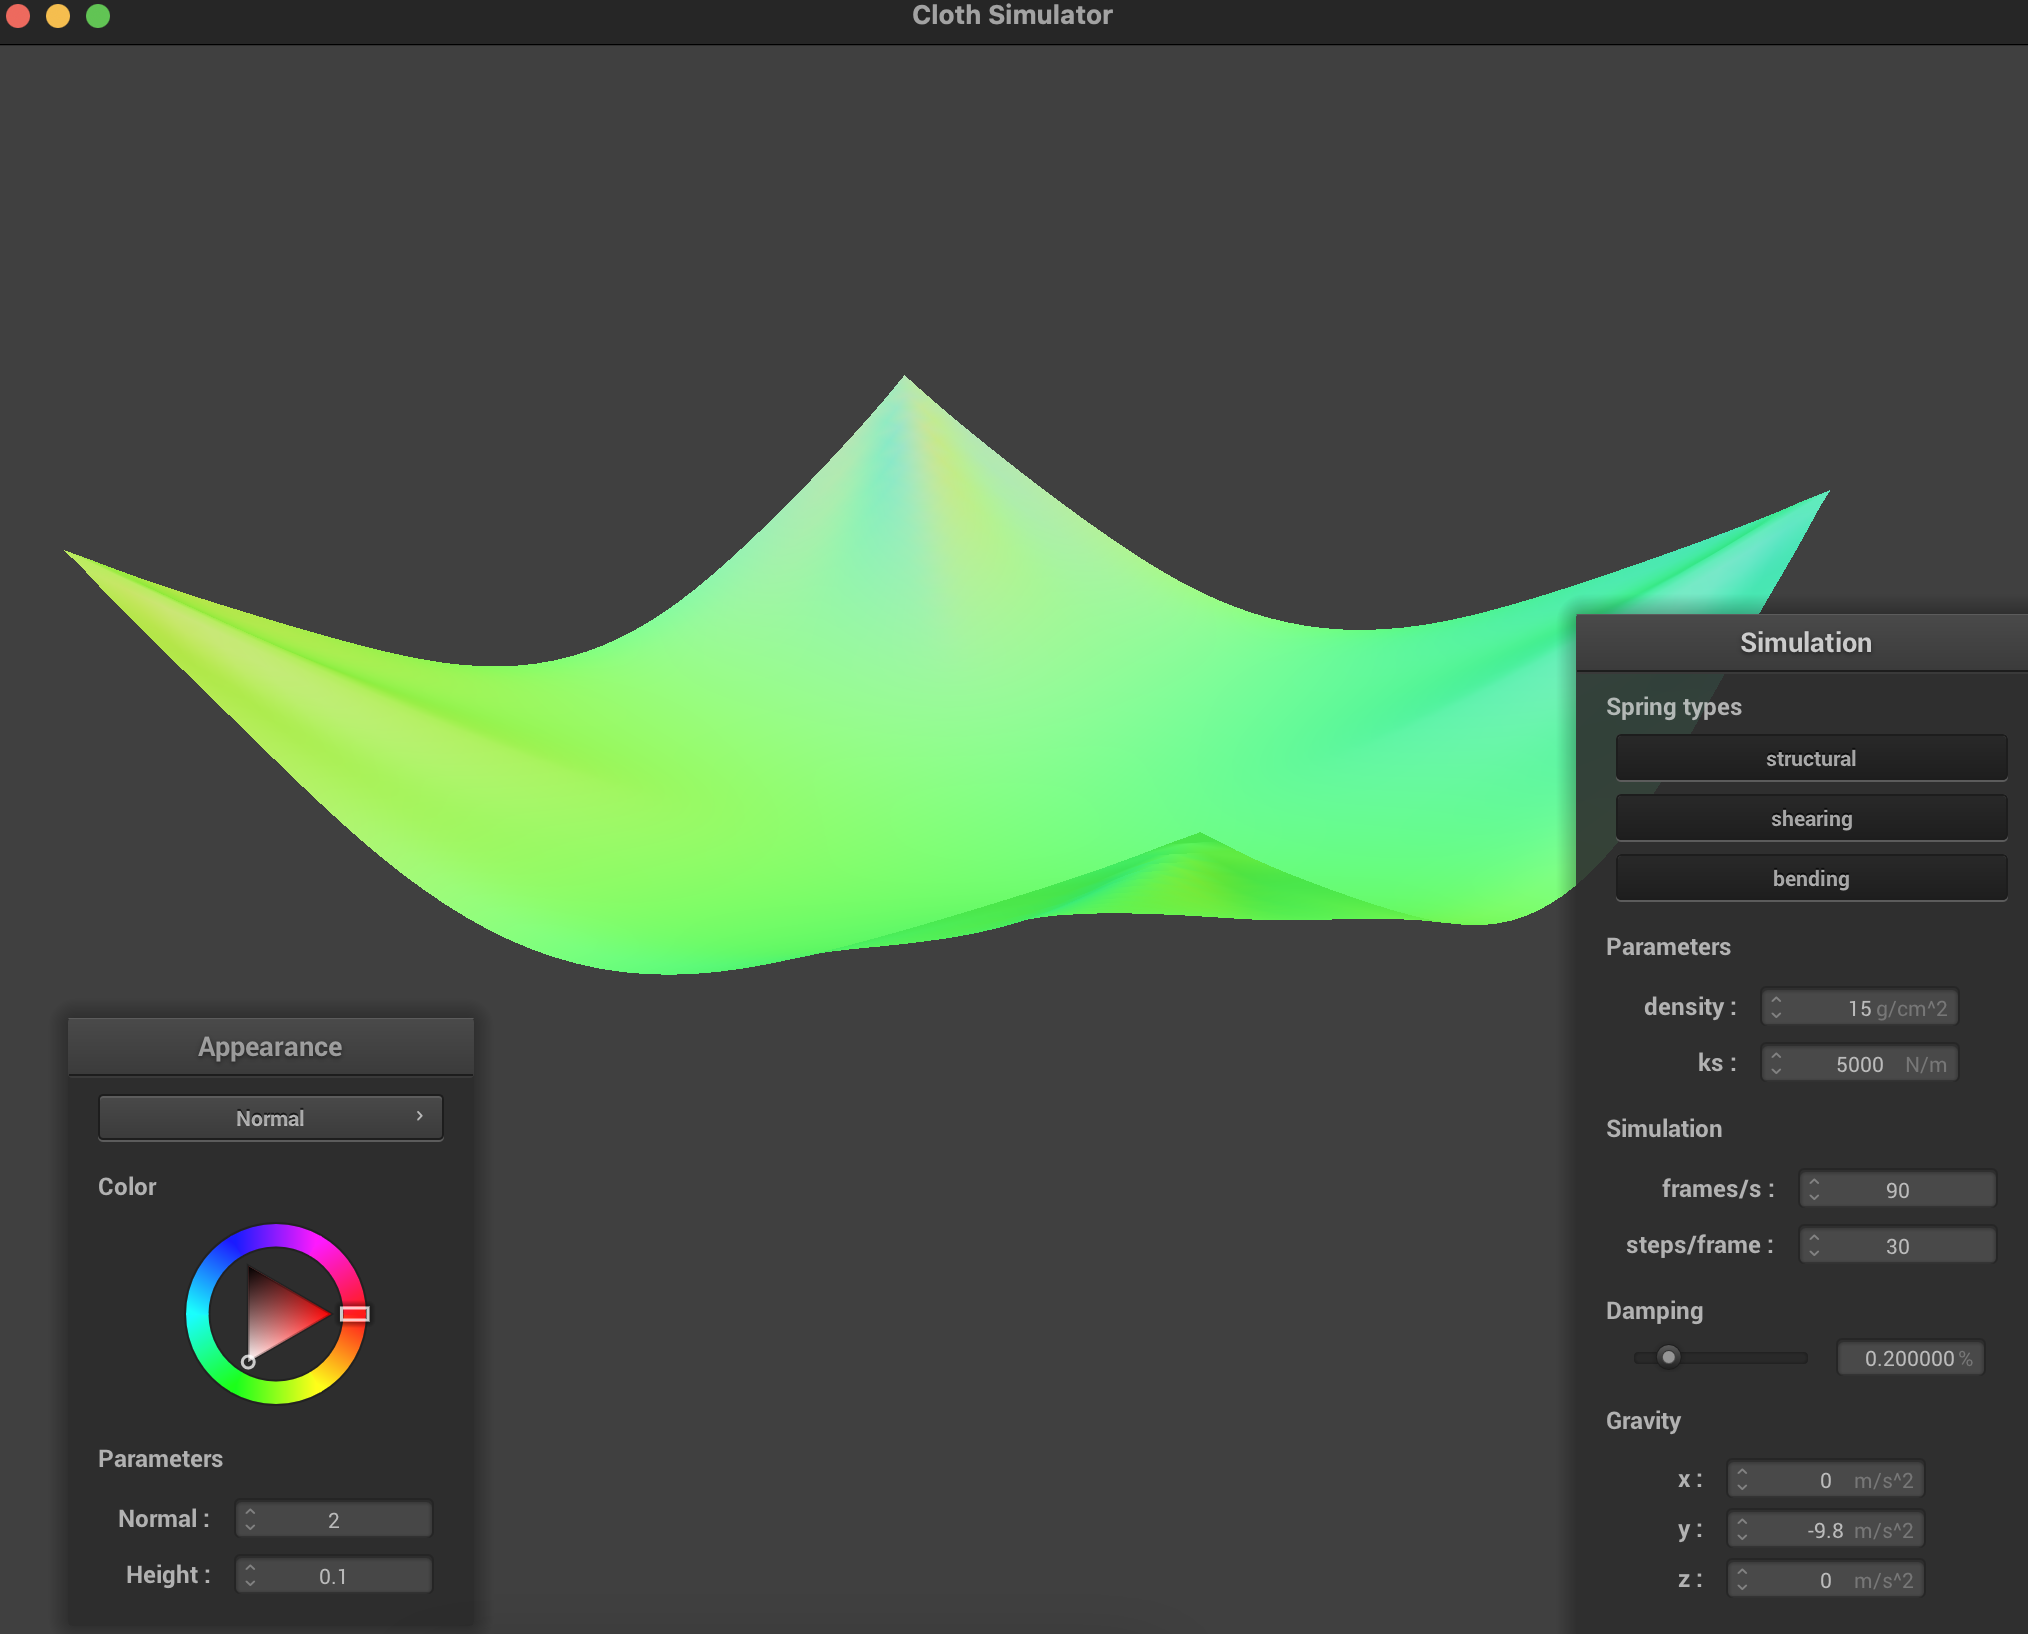 Cloth Simulator
Simulation
Spring types
structural
shearing
bending
Parameters
density : 15 g/cm^2
ks : 5000 N/m
Simulation
frames/s : 90
steps/frame : 30
Damping
0.200000 %
Gravity
x : 0 m/s^2
y : -9.8 m/s^2
z : 0 m/s^2
Appearance
Normal
Color
Parameters
Normal : 2
Height : 0.1